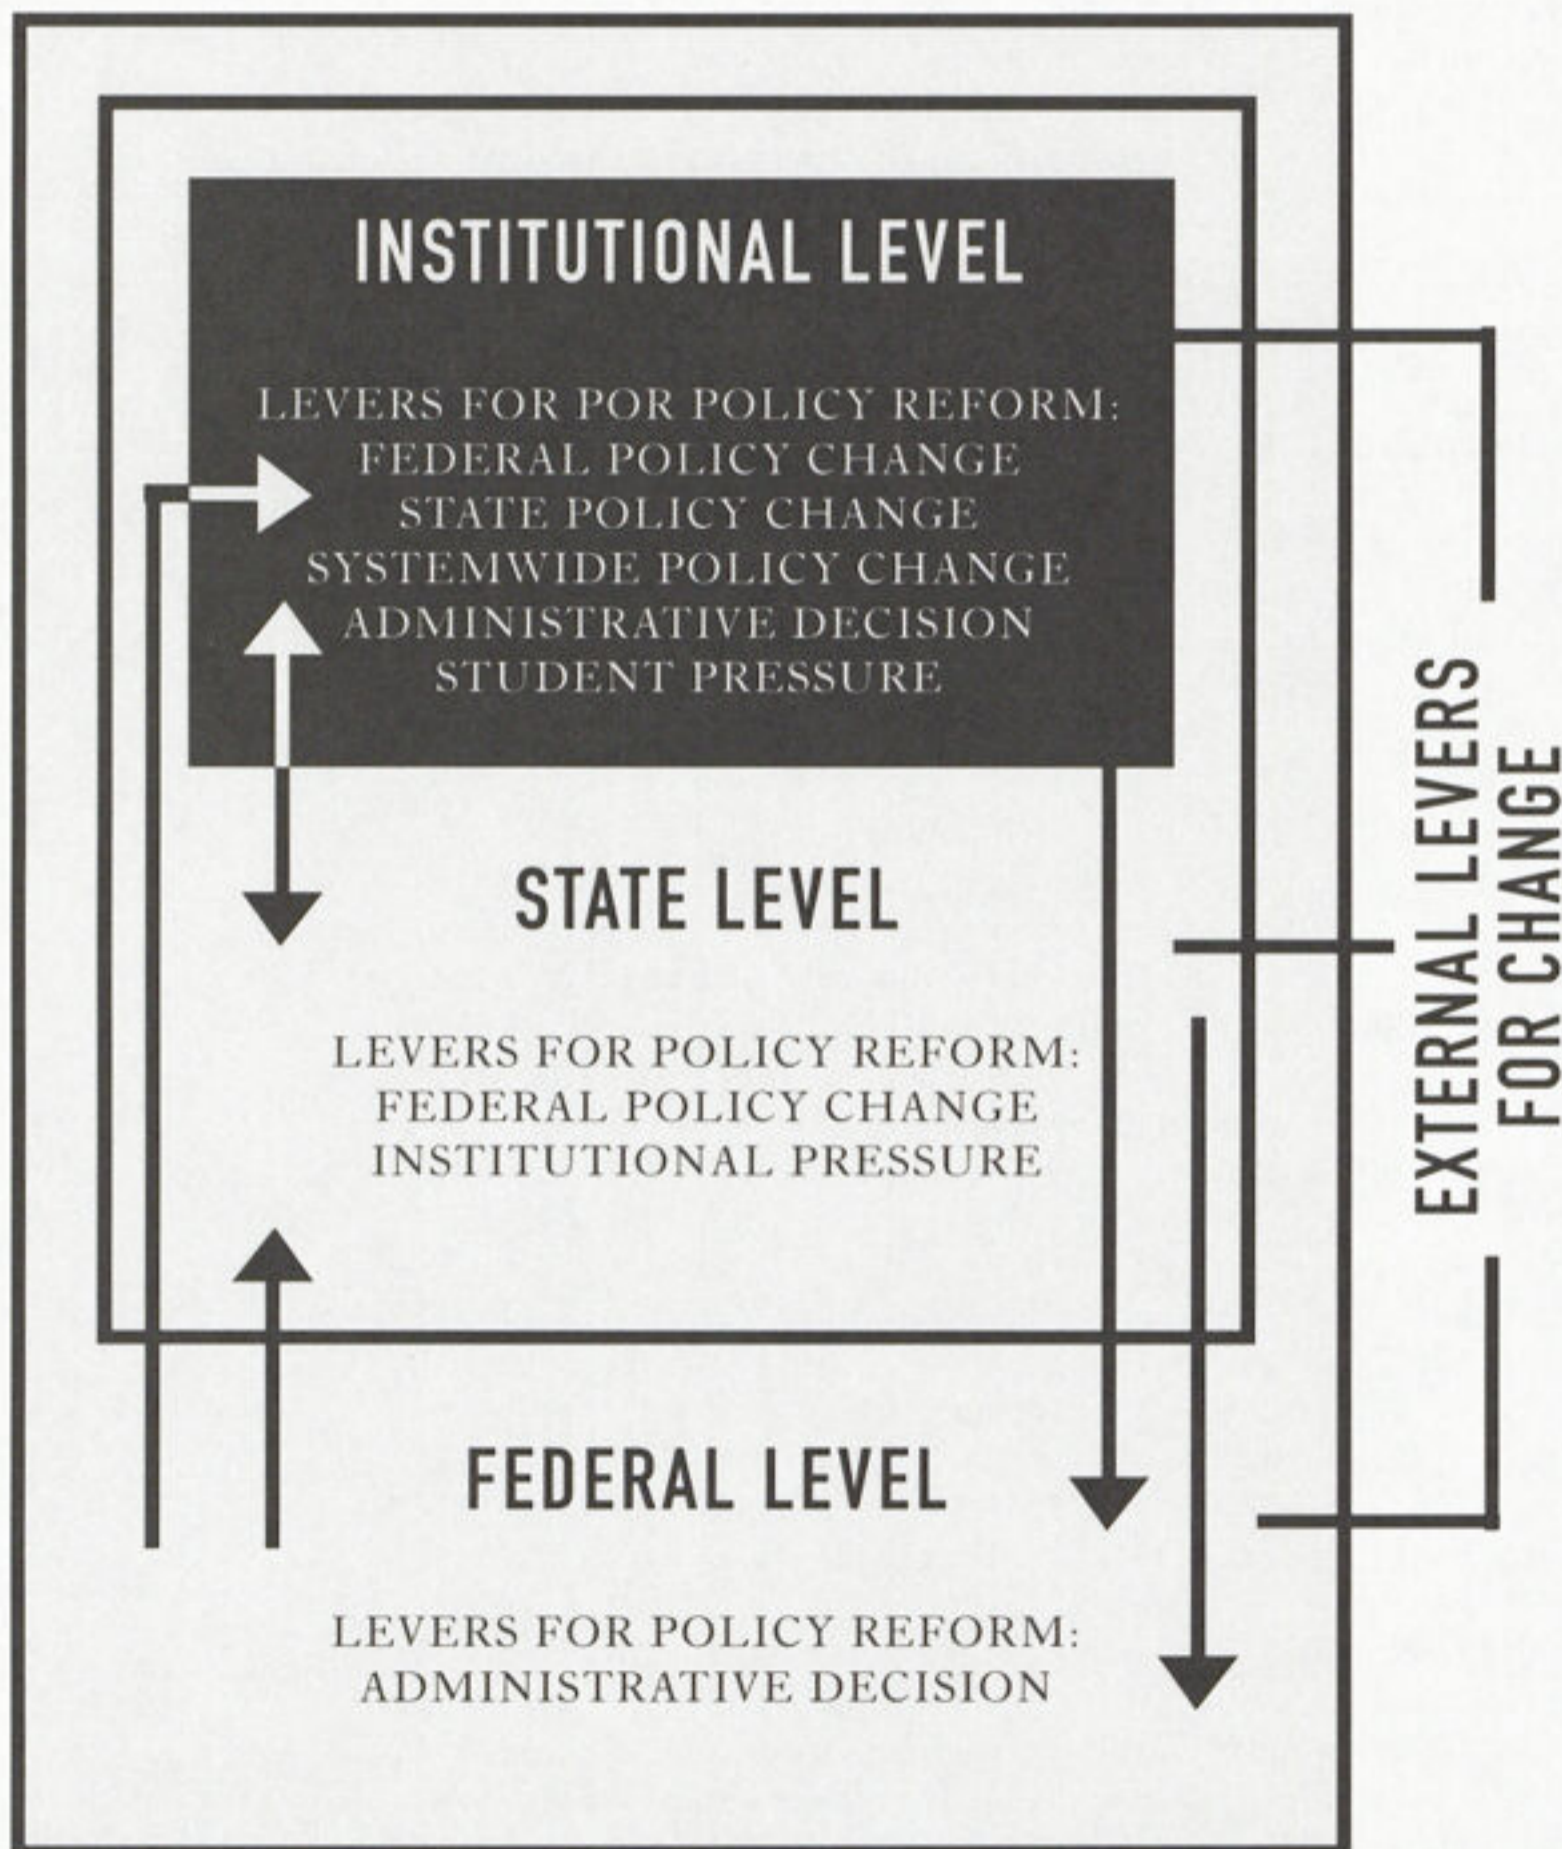 INSTITUTIONAL LEVEL
LEVERS FOR POR POLICY REFORM:
FEDERAL POLICY CHANGE
STATE POLICY CHANGE
SYSTEMWIDE POLICY CHANGE
ADMINISTRATIVE DECISION
STUDENT PRESSURE
STATE LEVEL
LEVERS FOR POLICY REFORM:
FEDERAL POLICY CHANGE
INSTITUTIONAL PRESSURE
FEDERAL LEVEL
LEVERS FOR POLICY REFORM:
ADMINISTRATIVE DECISION
EXTERNAL LEVERS
FOR CHANGE